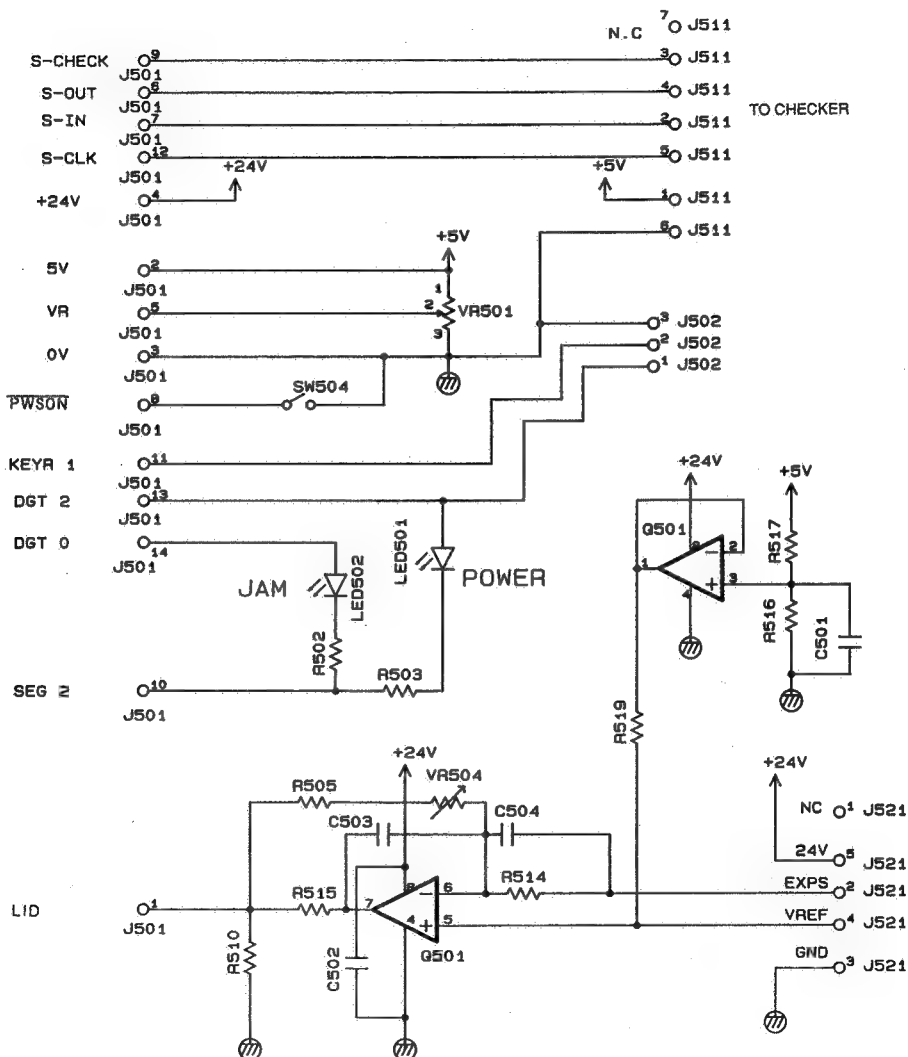 7 J511
N.C
S-CHECK 9 J501 3 J511
S-OUT 6 J501 4 J511
TO CHECKER
S-IN 7 J501 2 J511
S-CLK 12 J501 5 J511
+24V +5V
+24V 4 J501 1 J511
6 J511
+5V
5V 2 J501
1
VR 5 J501 2 VR501
3 J502
3
2 J502
0V 3 J501
1 J502
SW504
PWSON 8 J501
KEYR 1 11 J501
+24V +5V
DGT 2 13 J501
DGT 0 14 J501
LED501
Q501
R517
8 2
1
3
4
JAM
LED502
POWER
R516
C501
R502
R503
SEG 2 10 J501
R519
+24V
+24V
R505
VR504
C503
C504
NC 1 J521
24V 5 J521
R514
EXPS 2 J521
8 6
LID 1 J501
R515
7
4 5
VREF 4 J521
R510
C502
Q501
GND 3 J521